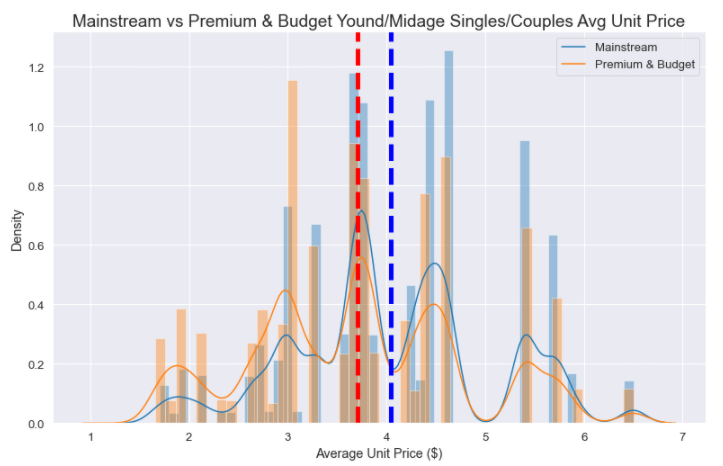 Mainstream vs Premium & Budget Yound/Midage Singles/Couples Avg Unit Price
Mainstream
Premium & Budget
Density
1.2
1.0
0.8
0.6
0.4
0.2
0.0
1 2 3 4 5 6 7
Average Unit Price ($)